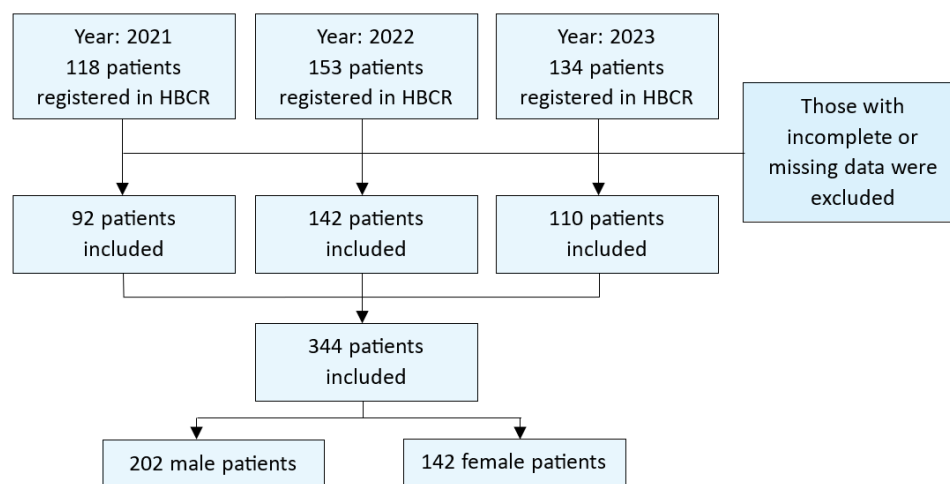 Year: 2021
118 patients
registered in HBCR
Year: 2022
153 patients
registered in HBCR
Year: 2023
134 patients
registered in HBCR
Those with
incomplete or
missing data were
excluded
92 patients
included
142 patients
included
110 patients
included
344 patients
included
202 male patients
142 female patients